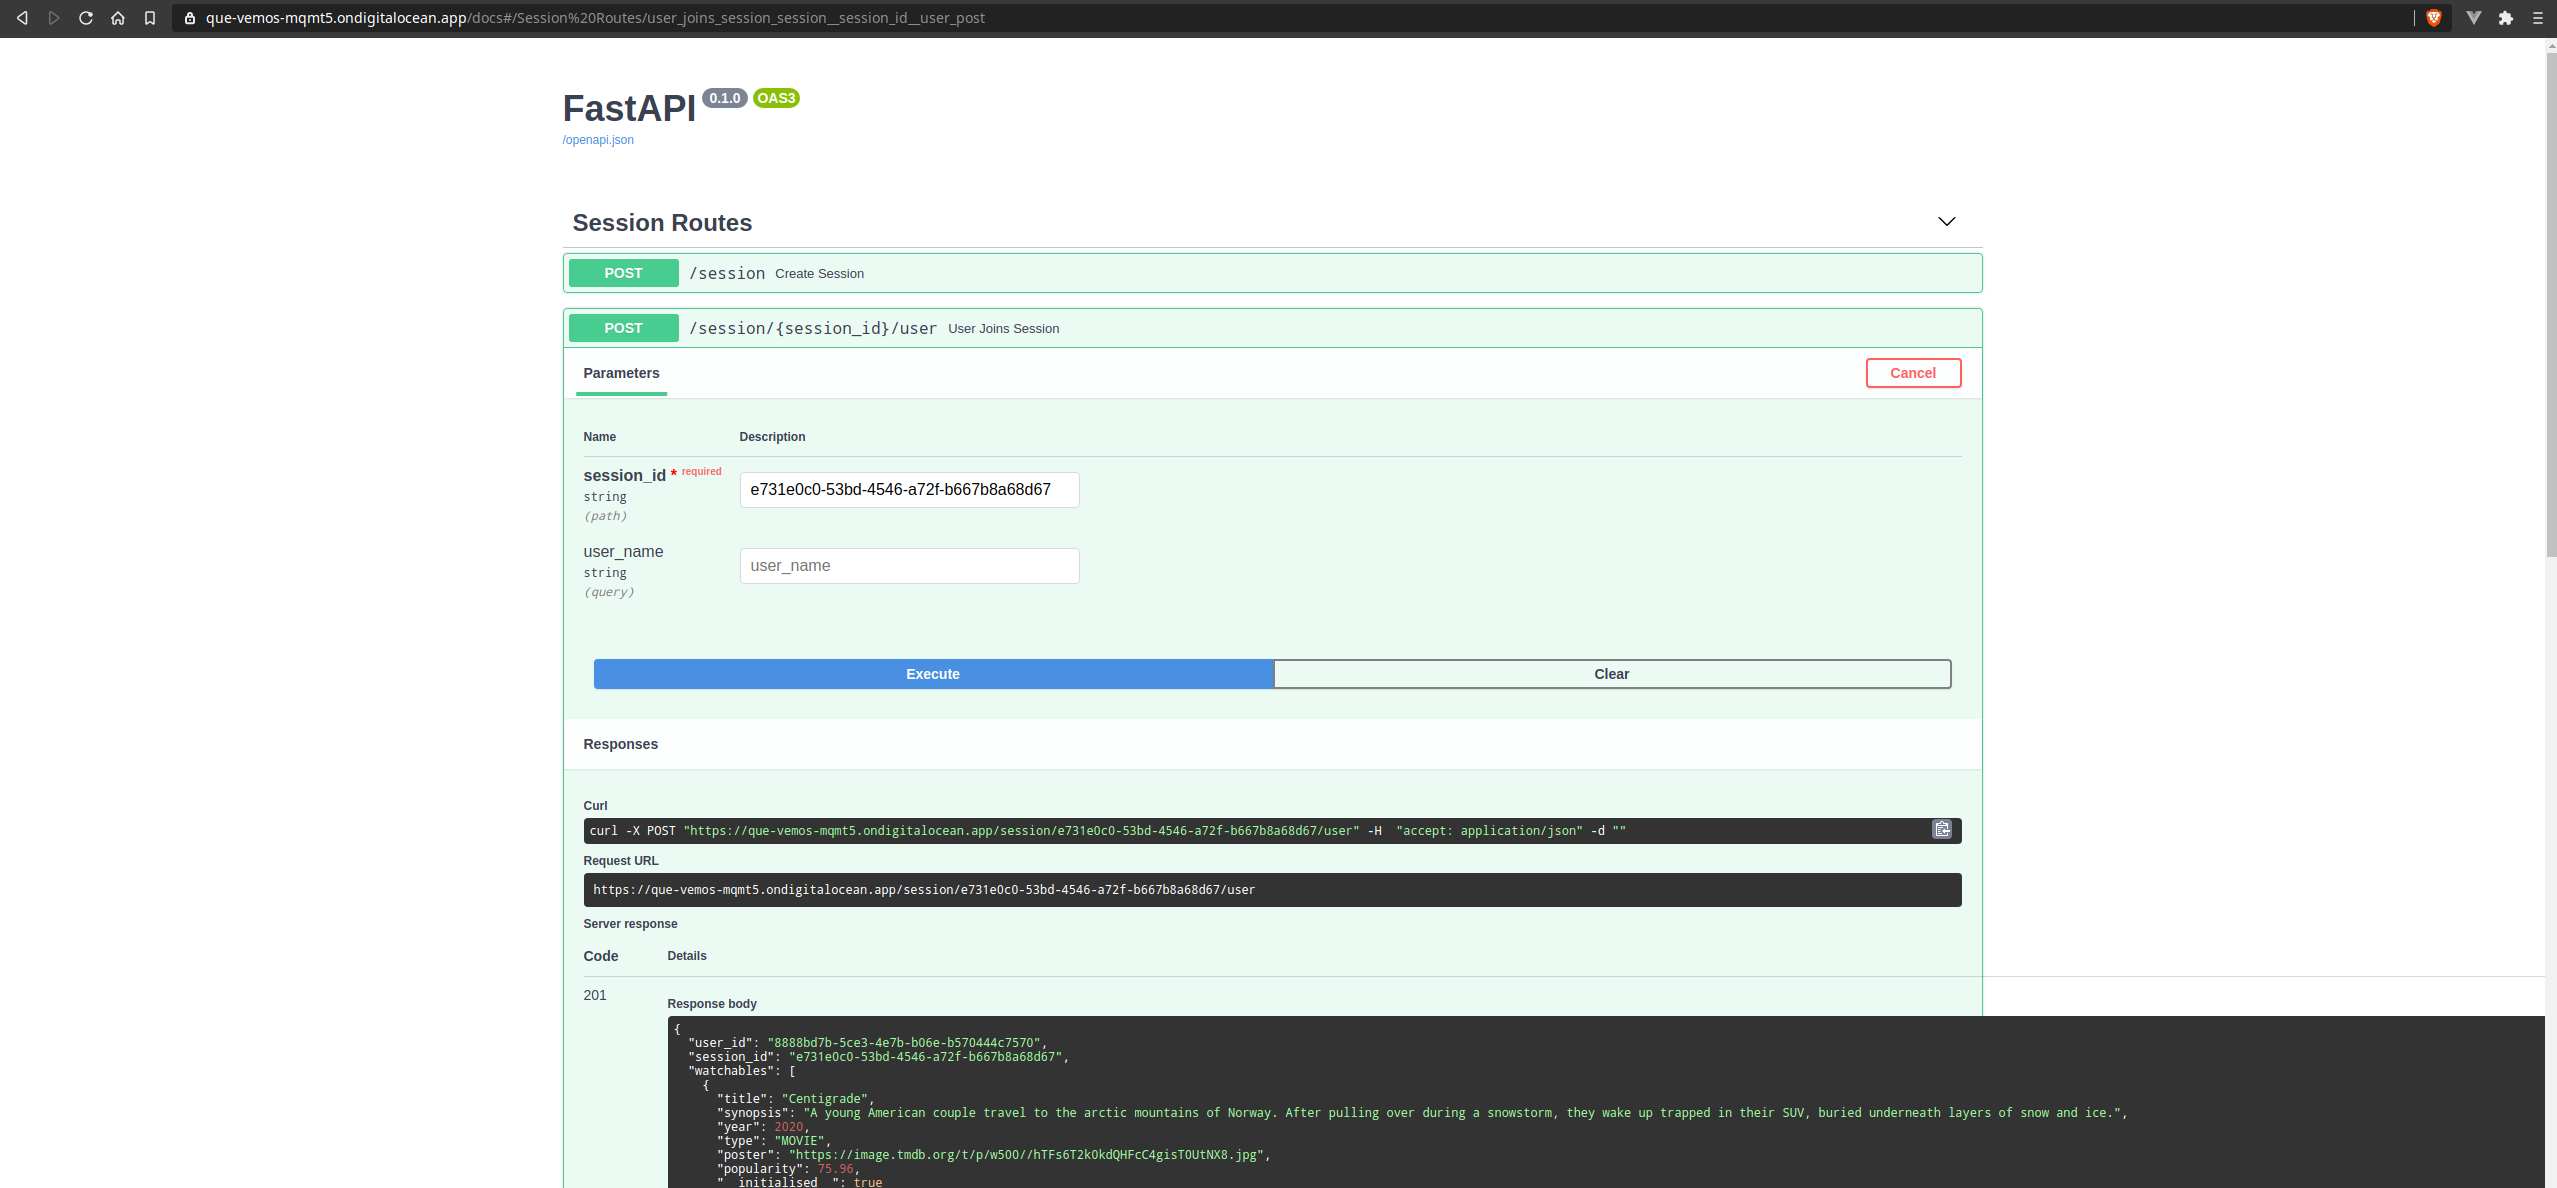 que-vemos-mqmt5.ondigitalocean.app/docs#/Session%20Routes/user_joins_session_session__session_id__user_post
FastAPI 0.1.0 OAS3
/openapi.json
Session Routes
POST /session Create Session
POST /session/{session_id}/user User Joins Session
Parameters Cancel
Name Description
session_id * required
string
(path)
e731e0c0-53bd-4546-a72f-b667b8a68d67
user_name
string
(query)
user_name
Execute Clear
Responses
Curl
curl -X POST "https://que-vemos-mqmt5.ondigitalocean.app/session/e731e0c0-53bd-4546-a72f-b667b8a68d67/user" -H  "accept: application/json" -d ""
Request URL
https://que-vemos-mqmt5.ondigitalocean.app/session/e731e0c0-53bd-4546-a72f-b667b8a68d67/user
Server response
Code Details
201
Response body
{
"user_id": "8888bd7b-5ce3-4e7b-b06e-b570444c7570",
"session_id": "e731e0c0-53bd-4546-a72f-b667b8a68d67",
"watchables": [
{
"title": "Centigrade",
"synopsis": "A young American couple travel to the arctic mountains of Norway. After pulling over during a snowstorm, they wake up trapped in their SUV, buried underneath layers of snow and ice.",
"year": 2020,
"type": "MOVIE",
"poster": "https://image.tmdb.org/t/p/w500//hTFs6T2k0kdQHFcC4gisT0UtNX8.jpg",
"popularity": 75.96,
"__initialised__": true